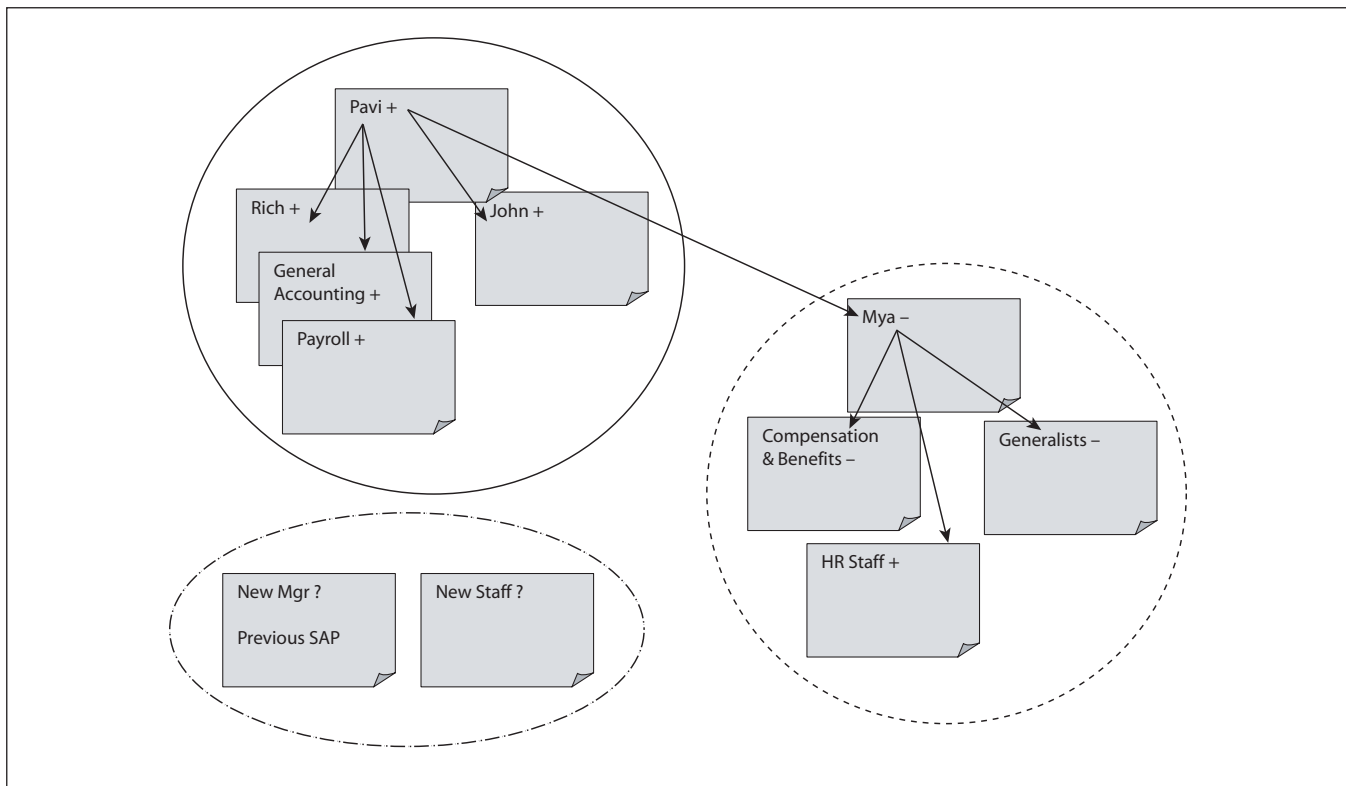 Pavi +
Rich +
John +
General
Accounting +
Payroll +
Mya –
Compensation
& Benefits –
Generalists –
HR Staff +
New Mgr ?
Previous SAP
New Staff ?